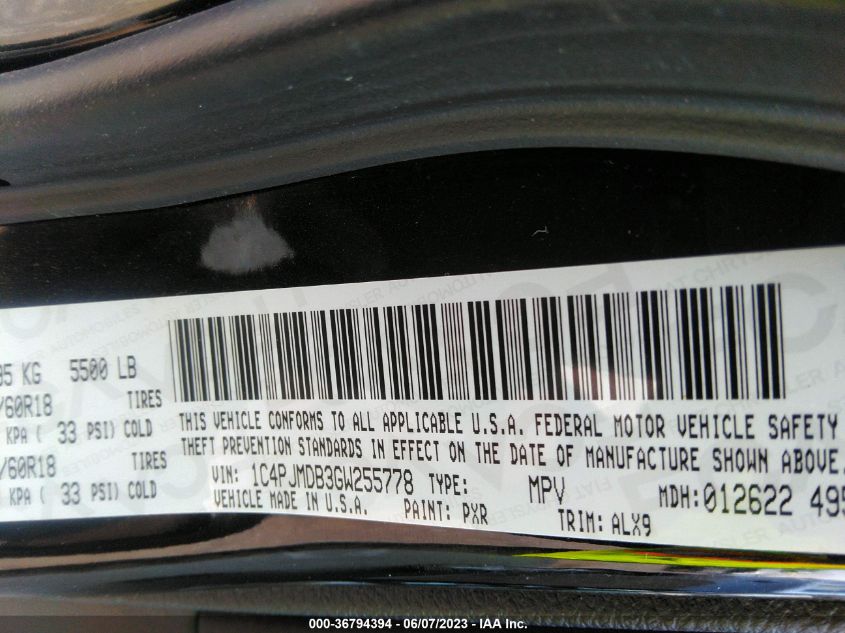 95 KG 5500 LB
/60R18 TIRES
KPA ( 33 PSI) COLD
/60R18 TIRES
KPA ( 33 PSI) COLD
THIS VEHICLE CONFORMS TO ALL APPLICABLE U.S.A. FEDERAL MOTOR VEHICLE SAFETY
THEFT PREVENTION STANDARDS IN EFFECT ON THE DATE OF MANUFACTURE SHOWN ABOVE.
VIN: 1C4PJMDB3GW255778 TYPE: MPV MDH:012622 495
VEHICLE MADE IN U.S.A. PAINT: PXR TRIM: ALX9
000-36794394 - 06/07/2023 - IAA Inc.